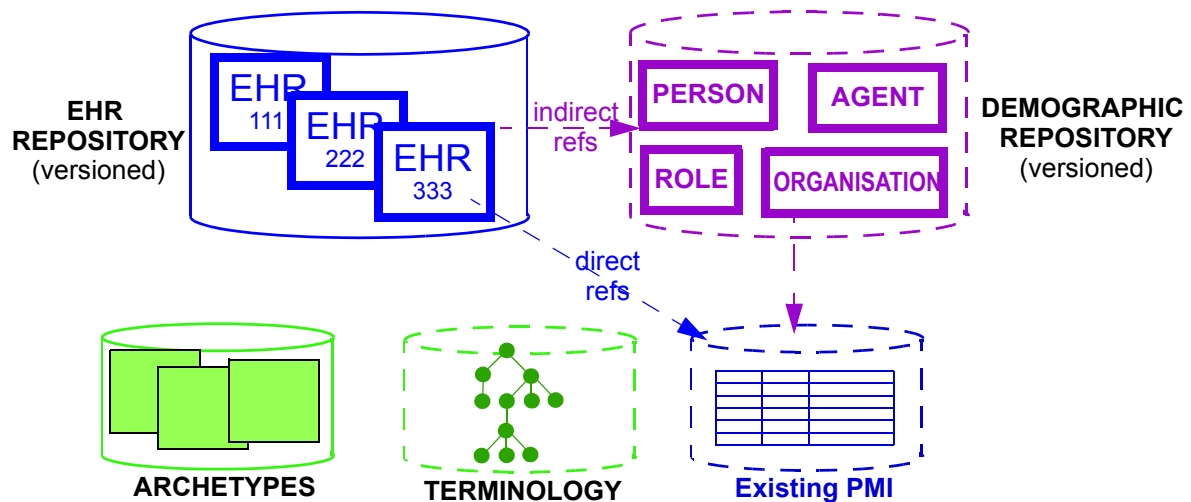 EHR
REPOSITORY
(versioned)
EHR
111
EHR
222
EHR
333
indirect
refs
PERSON
AGENT
ROLE
ORGANISATION
DEMOGRAPHIC
REPOSITORY
(versioned)
direct
refs
ARCHETYPES
TERMINOLOGY
Existing PMI